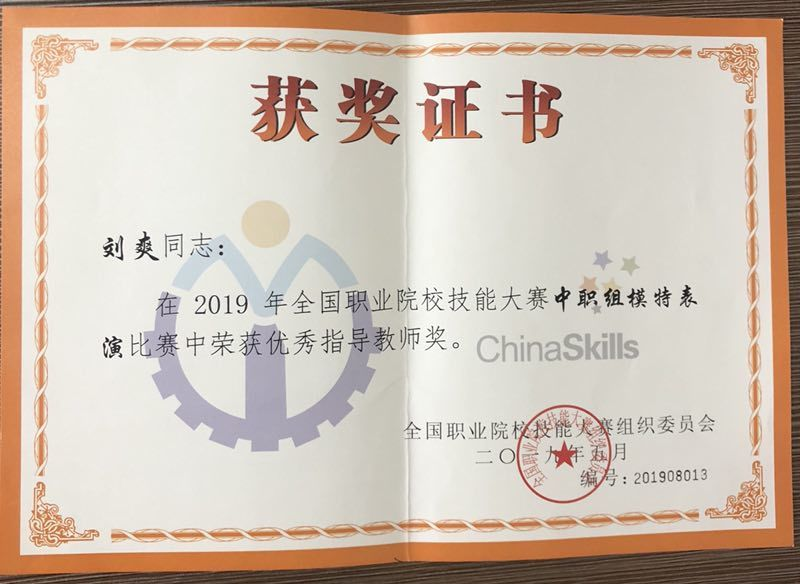 获奖证书
刘爽同志：
在 2019 年全国职业院校技能大赛中职组模特表
演比赛中荣获优秀指导教师奖。
ChinaSkills
全国职业院校技能大赛组织委员会
二〇一九年五月
编号：201908013